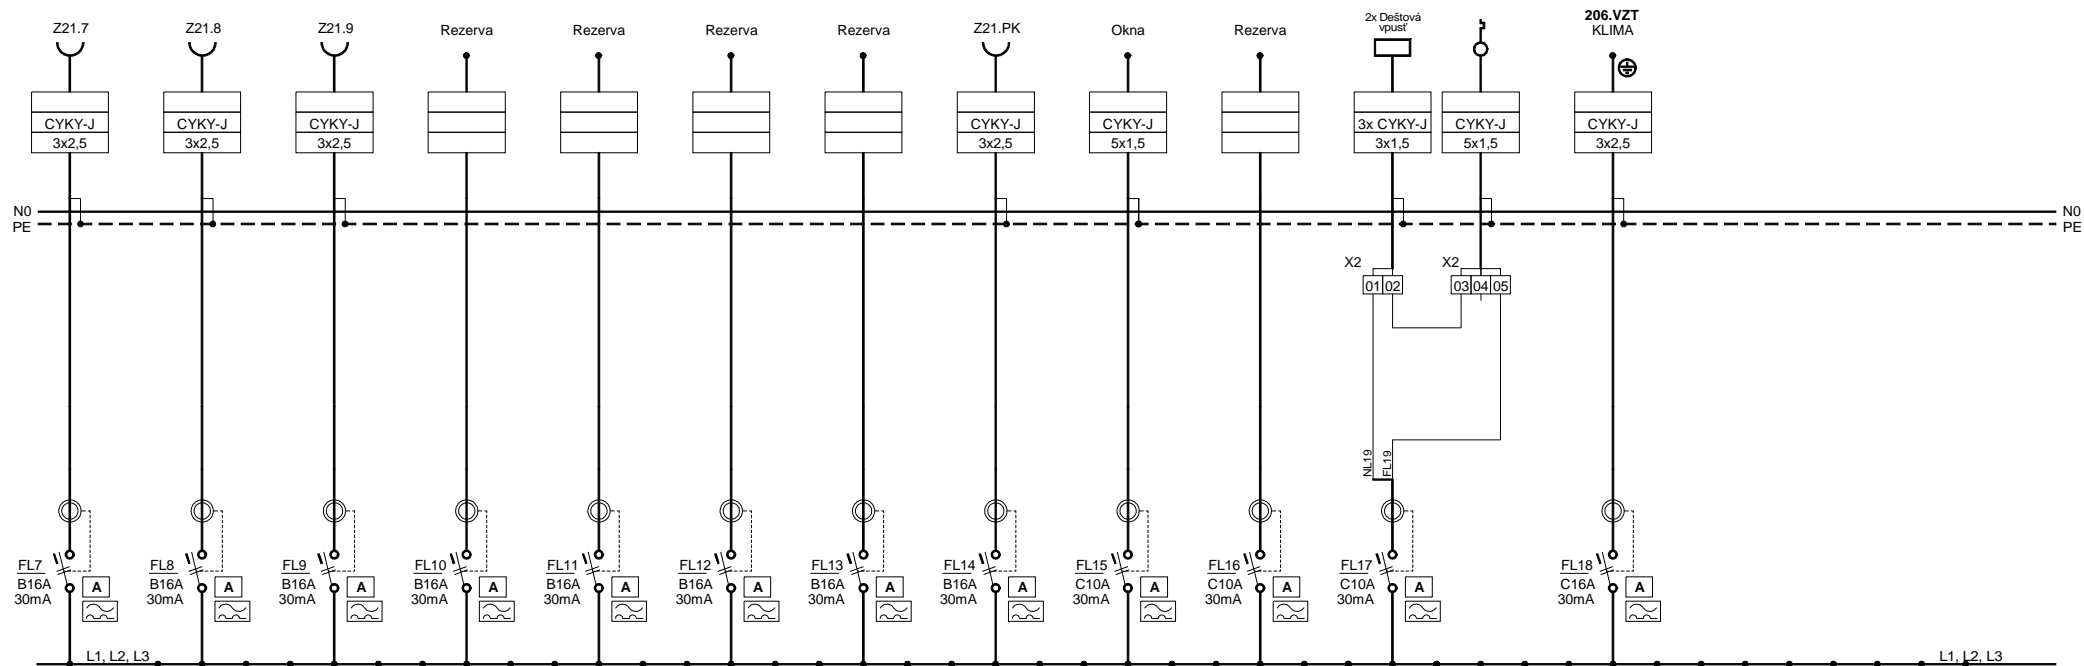 Z21.7
Z21.8
Z21.9
Rezerva
Rezerva
Rezerva
Rezerva
Z21.PK
Okna
Rezerva
2x Deštová
vpusť
206.VZT
KLIMA
CYKY-J
3x2,5
CYKY-J
3x2,5
CYKY-J
3x2,5
CYKY-J
3x2,5
CYKY-J
5x1,5
3x CYKY-J
3x1,5
CYKY-J
5x1,5
CYKY-J
3x2,5
N0
PE
N0
PE
X2
01 02
X2
03 04 05
NL19
FL19
FL7
B16A
30mA
A
FL8
B16A
30mA
A
FL9
B16A
30mA
A
FL10
B16A
30mA
A
FL11
B16A
30mA
A
FL12
B16A
30mA
A
FL13
B16A
30mA
A
FL14
B16A
30mA
A
FL15
C10A
30mA
A
FL16
C10A
30mA
A
FL17
C10A
30mA
A
FL18
C16A
30mA
A
L1, L2, L3
L1, L2, L3